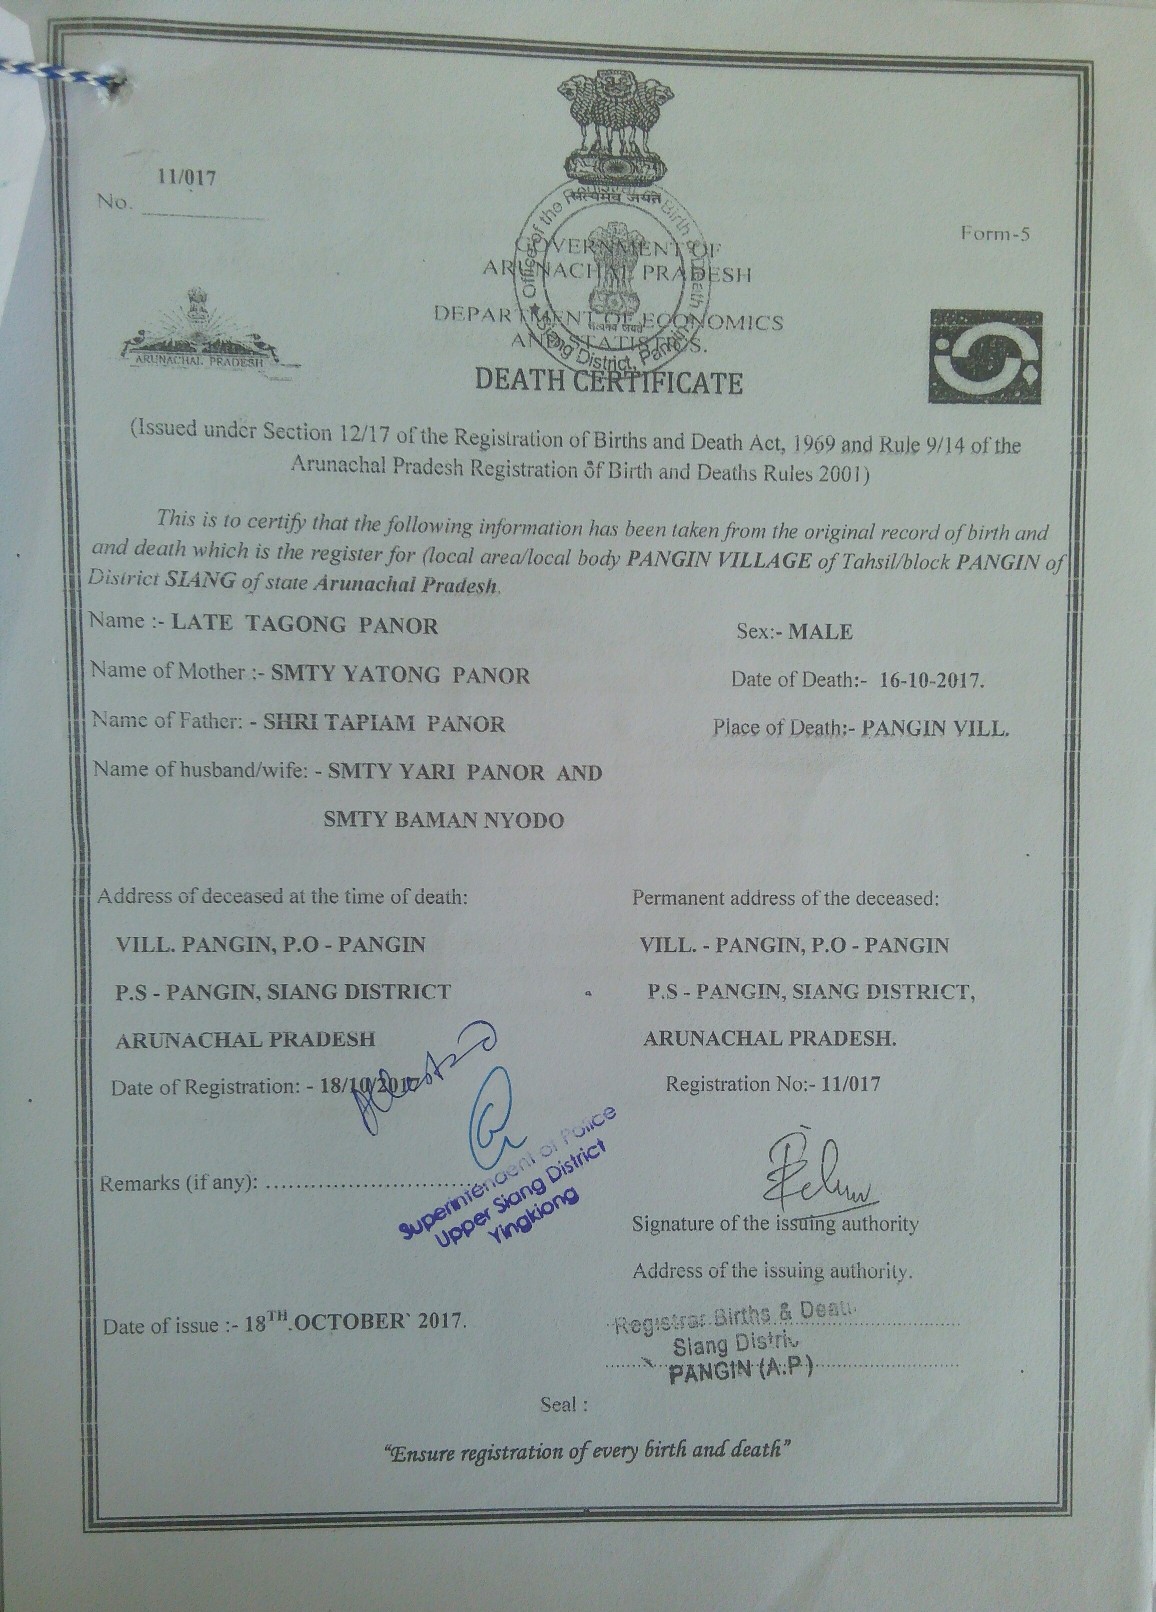 11/017
No.
Form-5
सत्यमेव जयते
Office of the Registrar of Birth & Death
Siang District, Pangin
सत्यमेव जयते
GOVERNMENT OF
ARUNACHAL PRADESH
DEPARTMENT OF ECONOMICS
AND STATISTICS.
ARUNACHAL PRADESH
DEATH CERTIFICATE
(Issued under Section 12/17 of the Registration of Births and Death Act, 1969 and Rule 9/14 of the
Arunachal Pradesh Registration of Birth and Deaths Rules 2001)
This is to certify that the following information has been taken from the original record of birth and
and death which is the register for (local area/local body PANGIN VILLAGE of Tahsil/block PANGIN of
District SIANG of state Arunachal Pradesh.
Name :- LATE TAGONG PANOR
Sex:- MALE
Name of Mother :- SMTY YATONG PANOR
Date of Death:- 16-10-2017.
Name of Father: - SHRI TAPIAM PANOR
Place of Death:- PANGIN VILL.
Name of husband/wife: - SMTY YARI PANOR AND
SMTY BAMAN NYODO
Address of deceased at the time of death:
Permanent address of the deceased:
VILL. PANGIN, P.O - PANGIN
VILL. - PANGIN, P.O - PANGIN
P.S - PANGIN, SIANG DISTRICT
P.S - PANGIN, SIANG DISTRICT,
ARUNACHAL PRADESH
ARUNACHAL PRADESH.
Attested
Date of Registration: - 18/10/201
Registration No:- 11/017
Remarks (if any): ................................
Superintendent of Police
Upper Siang District
Yingkiong
Signature of the issuing authority
Address of the issuing authority.
Date of issue :- 18TH.OCTOBER` 2017.
Registrar Births & Deat
Siang Distri
PANGIN (A.P)
Seal :
"Ensure registration of every birth and death"